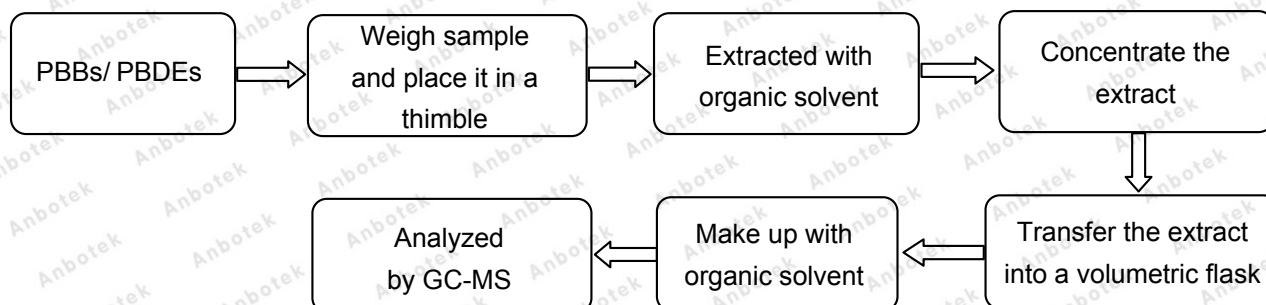 PBBs/ PBDEs
Weigh sample
and place it in a
thimble
Extracted with
organic solvent
Concentrate the
extract
Transfer the extract
into a volumetric flask
Make up with
organic solvent
Analyzed
by GC-MS
Anbotek